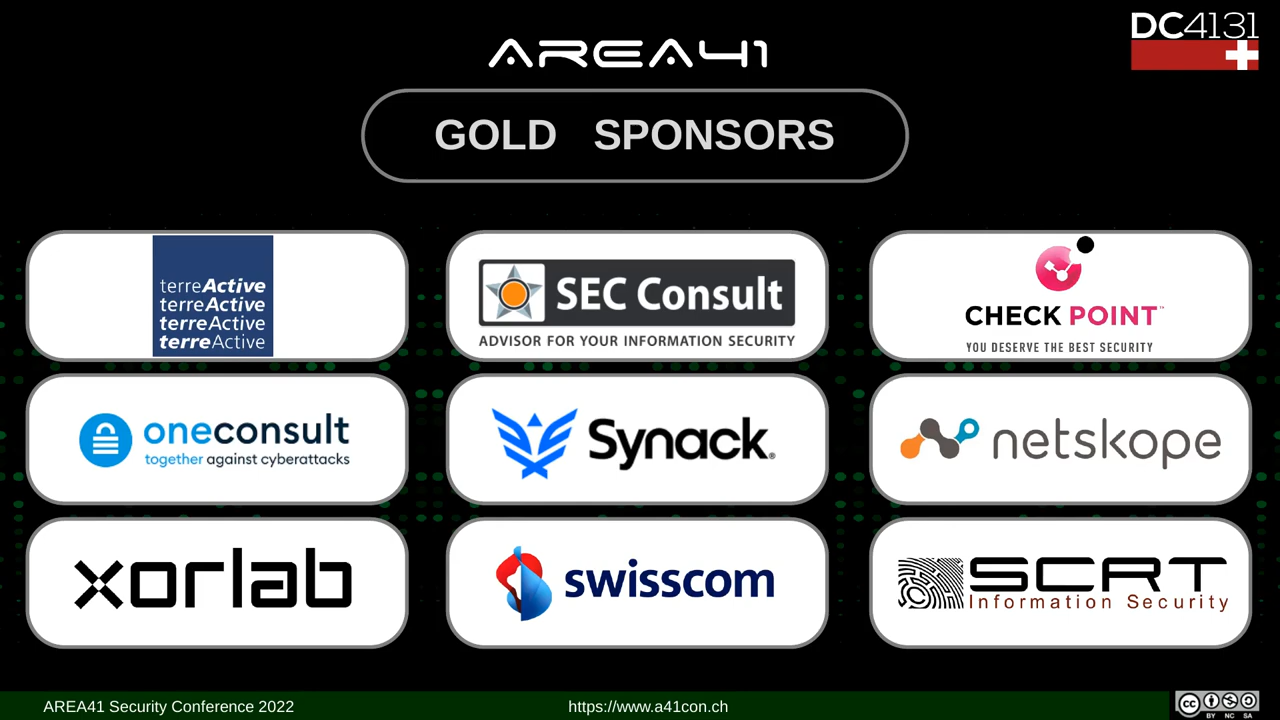 DC4131
AREA41
GOLD SPONSORS
terreActive
terreActive
terreActive
terreActive
SEC Consult
ADVISOR FOR YOUR INFORMATION SECURITY
CHECK POINT™
YOU DESERVE THE BEST SECURITY
oneconsult
together against cyberattacks
Synack®
netskope
xorlab
swisscom
SCRT
Information Security
AREA41 Security Conference 2022
https://www.a41con.ch
cc
BY NC SA